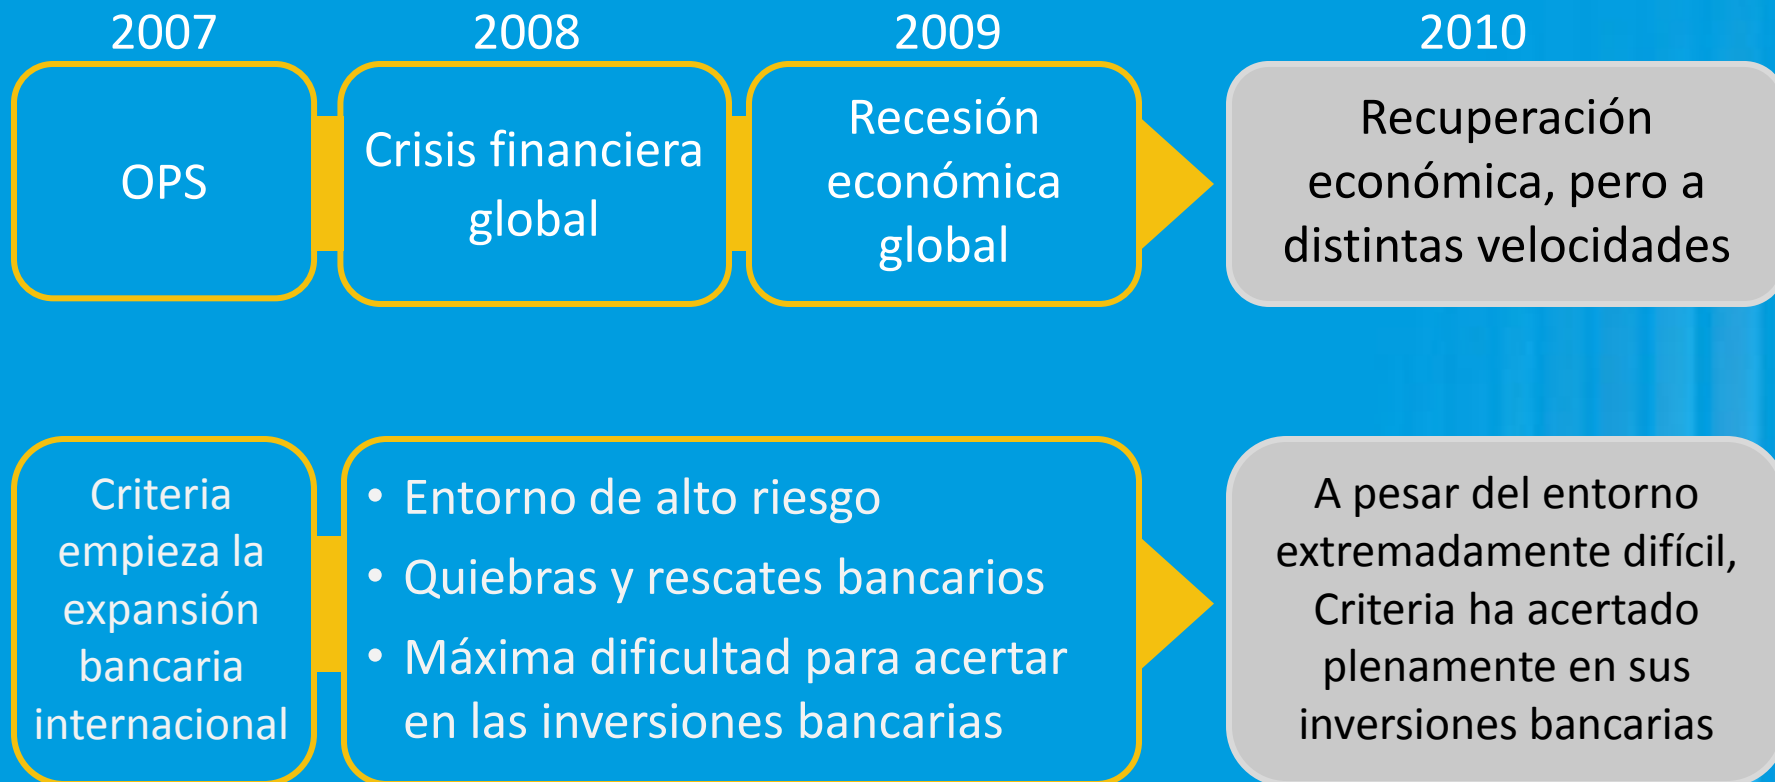 2007
2008
2009
2010
OPS
Crisis financiera
global
Recesión
económica
global
Recuperación
económica, pero a
distintas velocidades
Criteria
empieza la
expansión
bancaria
internacional
• Entorno de alto riesgo
• Quiebras y rescates bancarios
• Máxima dificultad para acertar
en las inversiones bancarias
A pesar del entorno
extremadamente difícil,
Criteria ha acertado
plenamente en sus
inversiones bancarias